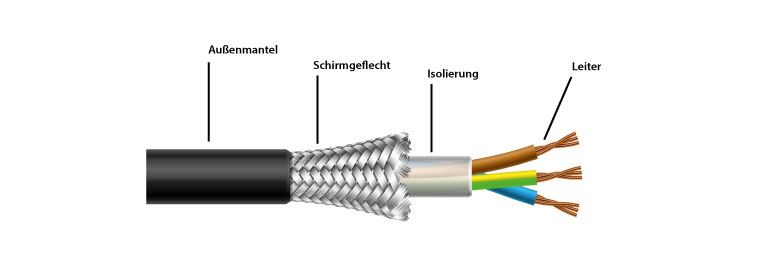 Außenmantel
Schirmgeflecht
Isolierung
Leiter